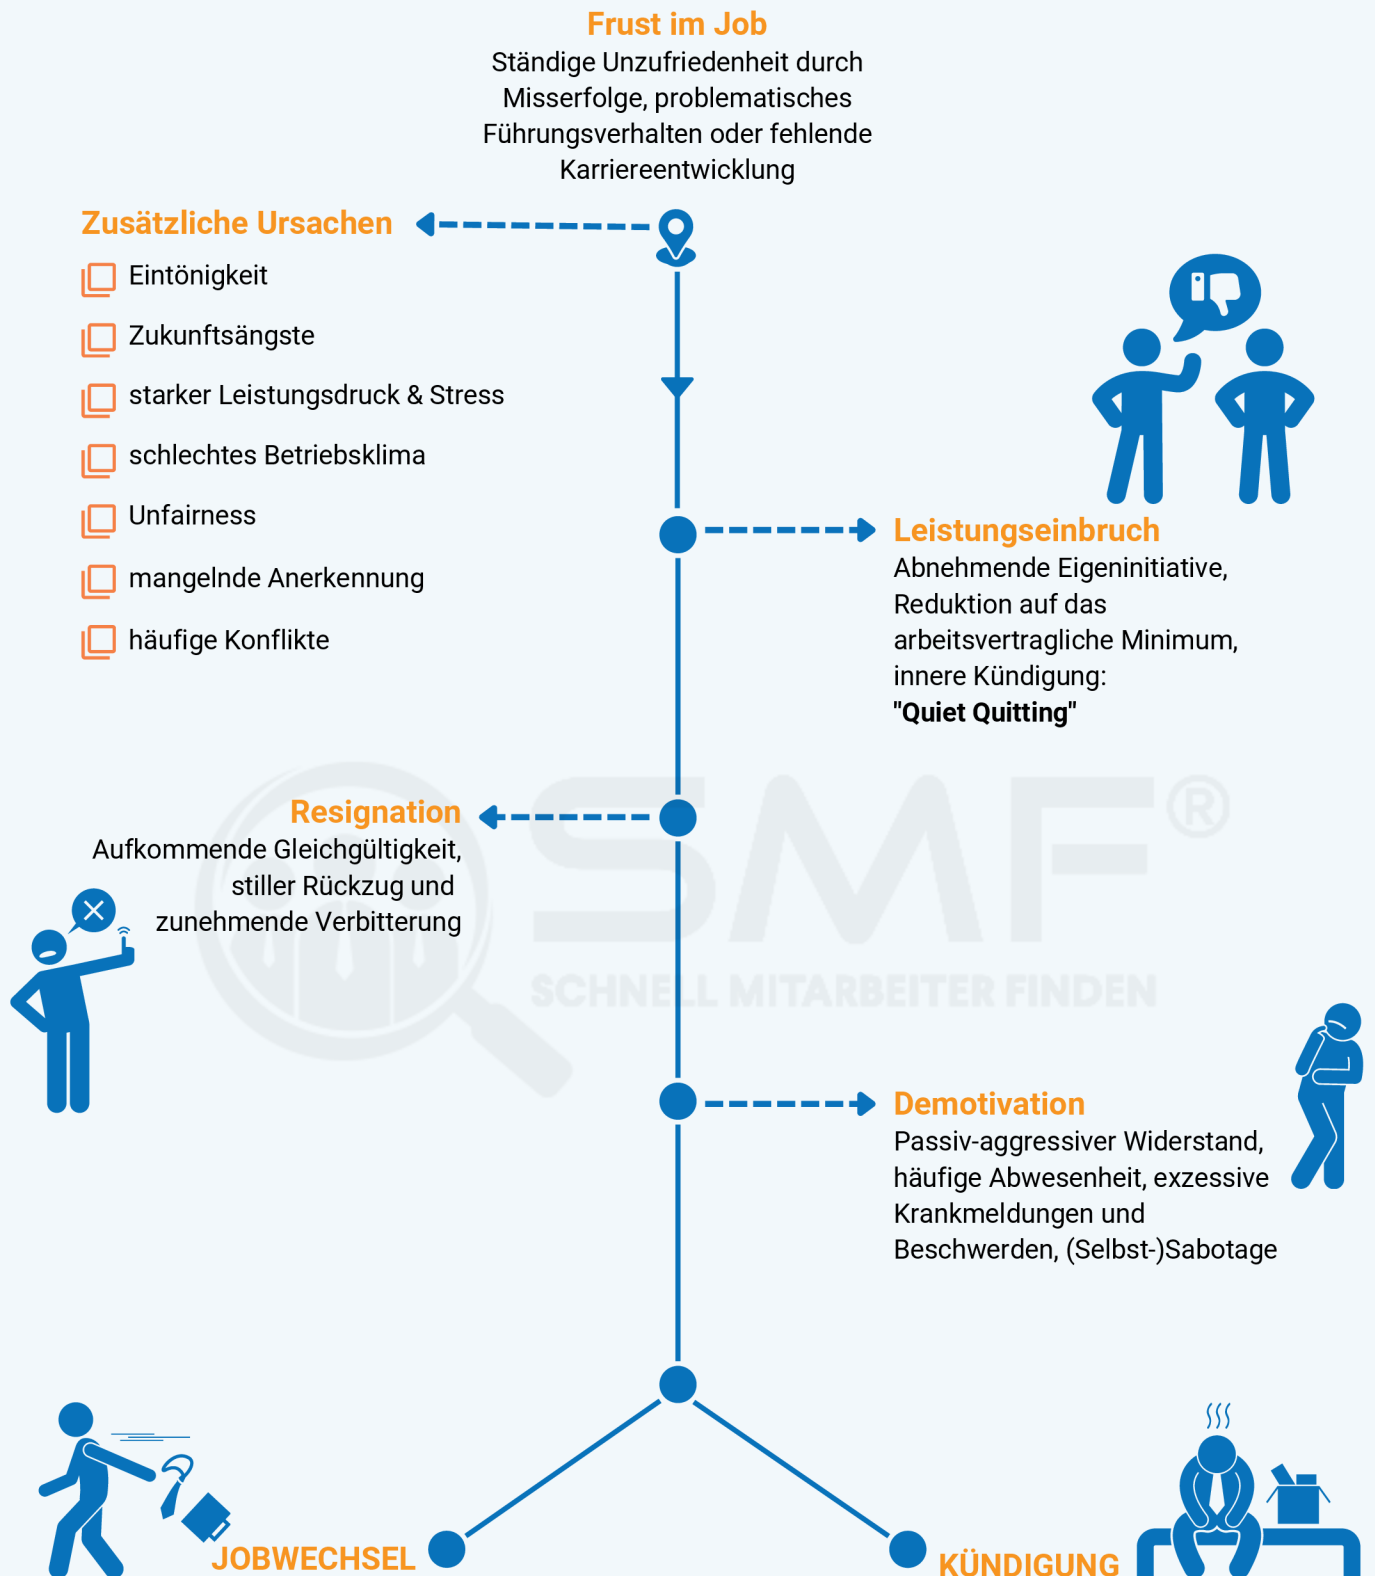 Frust im Job
Ständige Unzufriedenheit durch
Misserfolge, problematisches
Führungsverhalten oder fehlende
Karriereentwicklung
Zusätzliche Ursachen
Eintönigkeit
Zukunftsängste
starker Leistungsdruck & Stress
schlechtes Betriebsklima
Unfairness
mangelnde Anerkennung
häufige Konflikte
Leistungseinbruch
Abnehmende Eigeninitiative,
Reduktion auf das
arbeitsvertragliche Minimum,
innere Kündigung:
"Quiet Quitting"
Resignation
Aufkommende Gleichgültigkeit,
stiller Rückzug und
zunehmende Verbitterung
SMF®
SCHNELL MITARBEITER FINDEN
Demotivation
Passiv-aggressiver Widerstand,
häufige Abwesenheit, exzessive
Krankmeldungen und
Beschwerden, (Selbst-)Sabotage
JOBWECHSEL
KÜNDIGUNG